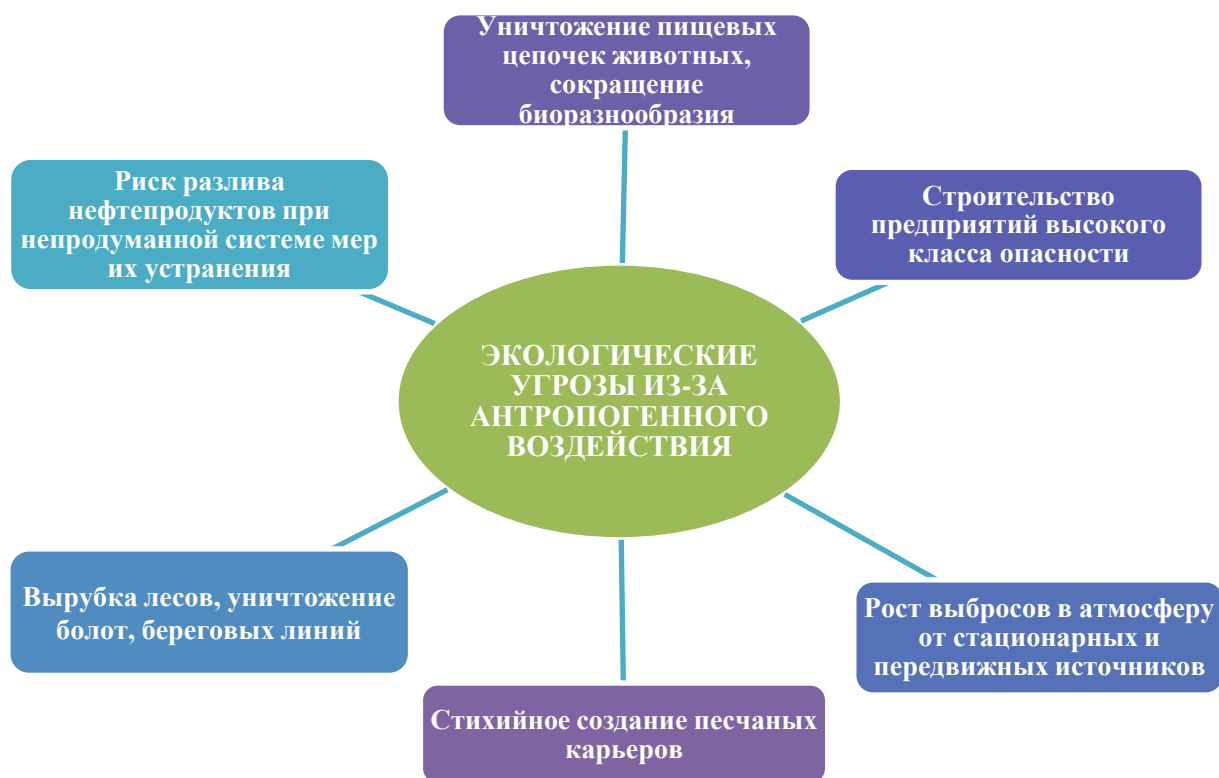 Уничтожение пищевых
цепочек животных,
сокращение
биоразнообразия
Риск разлива
нефтепродуктов при
непродуманной системе мер
их устранения
Строительство
предприятий высокого
класса опасности
ЭКОЛОГИЧЕСКИЕ
УГРОЗЫ ИЗ-ЗА
АНТРОПОГЕННОГО
ВОЗДЕЙСТВИЯ
Вырубка лесов, уничтожение
болот, береговых линий
Рост выбросов в атмосферу
от стационарных и
передвижных источников
Стихийное создание песчаных
карьеров